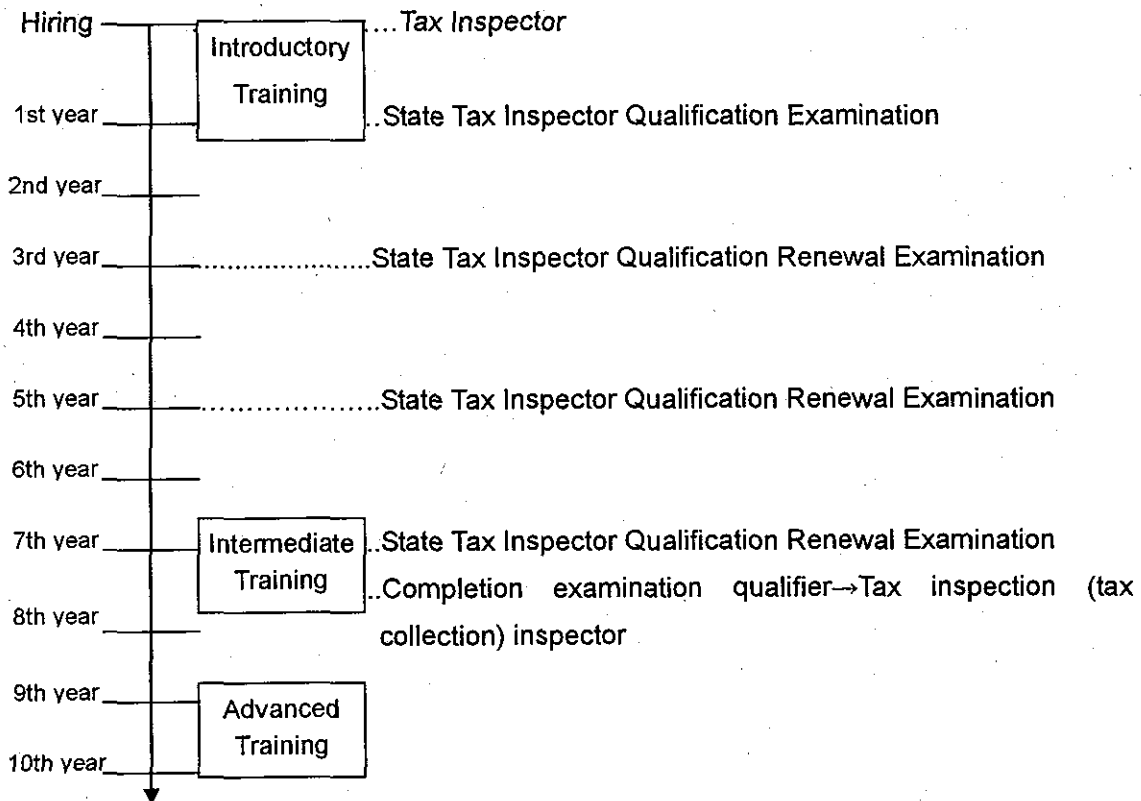 Hiring
....Tax Inspector
Introductory
Training
1st year
..State Tax Inspector Qualification Examination
2nd year
3rd year
...................State Tax Inspector Qualification Renewal Examination
4th year
5th year
....................State Tax Inspector Qualification Renewal Examination
6th year
7th year
Intermediate
Training
..State Tax Inspector Qualification Renewal Examination
..Completion examination qualifier→Tax inspection (tax
collection) inspector
8th year
9th year
Advanced
Training
10th year